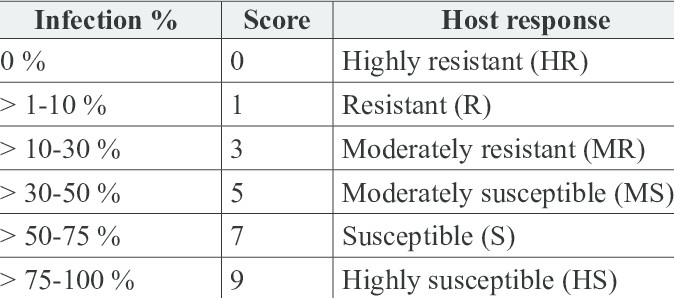 Infection % Score Host response
0 % 0 Highly resistant (HR)
> 1-10 % 1 Resistant (R)
> 10-30 % 3 Moderately resistant (MR)
> 30-50 % 5 Moderately susceptible (MS)
> 50-75 % 7 Susceptible (S)
> 75-100 % 9 Highly susceptible (HS)